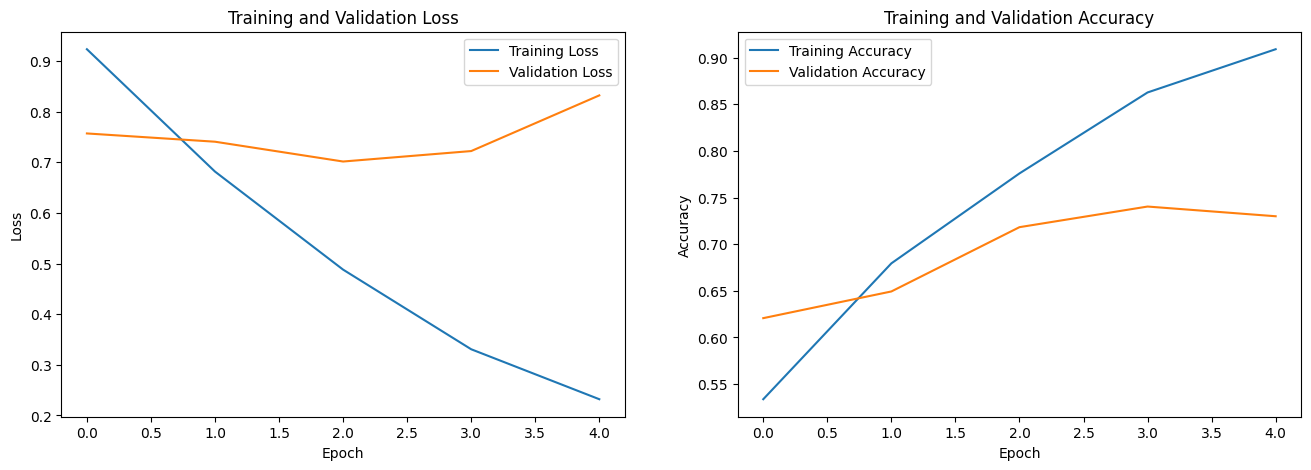 Training and Validation Loss
Training Loss
Validation Loss
0.9
0.8
0.7
0.6
0.5
0.4
0.3
0.2
Loss
0.0 0.5 1.0 1.5 2.0 2.5 3.0 3.5 4.0
Epoch
Training and Validation Accuracy
Training Accuracy
Validation Accuracy
0.90
0.85
0.80
0.75
0.70
0.65
0.60
0.55
Accuracy
0.0 0.5 1.0 1.5 2.0 2.5 3.0 3.5 4.0
Epoch